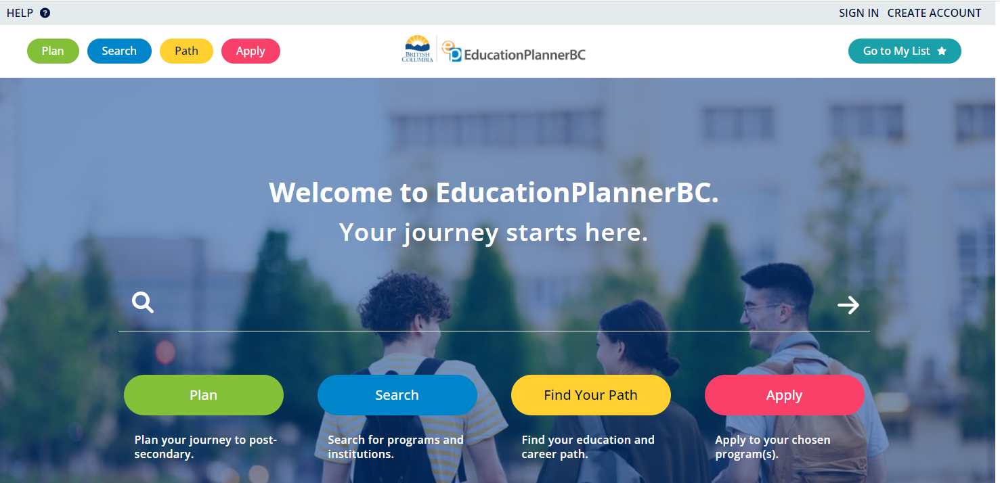 HELP ?
SIGN IN CREATE ACCOUNT
Plan Search Path Apply
BRITISH
COLUMBIA
ep EducationPlannerBC
Go to My List
Welcome to EducationPlannerBC.
Your journey starts here.
Plan
Search
Find Your Path
Apply
Plan your journey to post-
secondary.
Search for programs and
institutions.
Find your education and
career path.
Apply to your chosen
program(s).